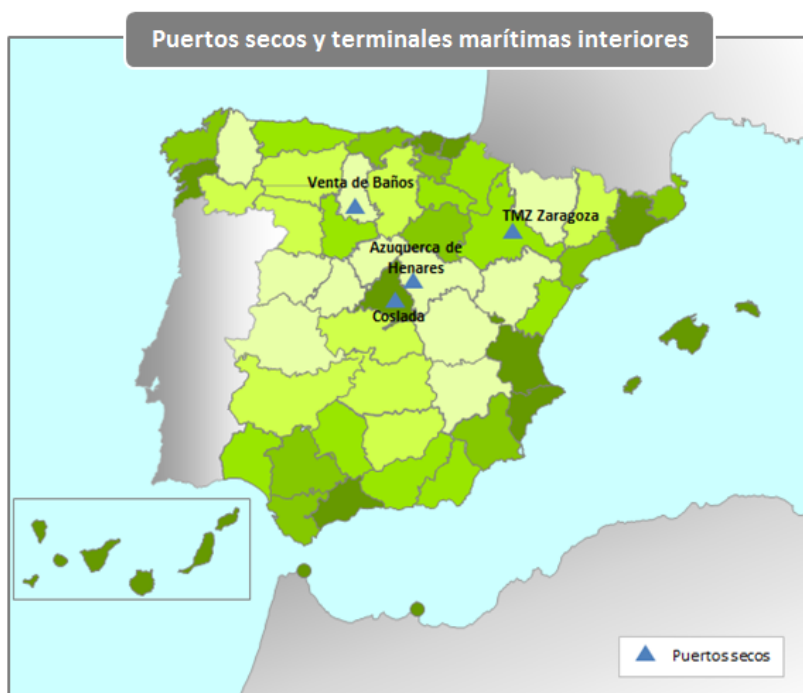 Puertos secos y terminales marítimas interiores
Venta de Baños
TMZ Zaragoza
Azuquerca de
Henares
Coslada
Puertos secos